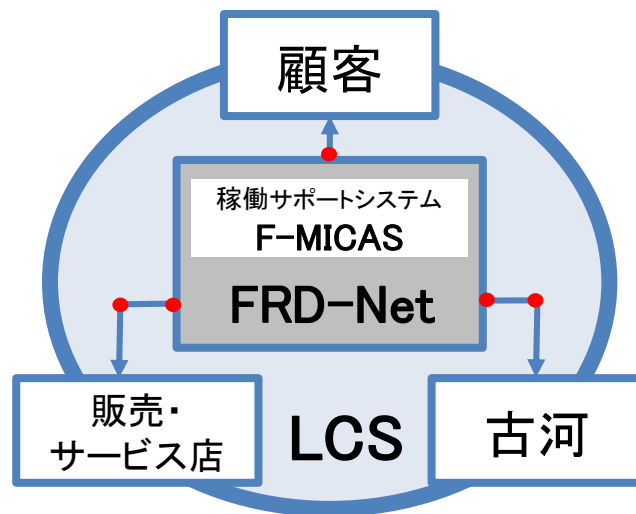 顧客
稼働サポートシステム
F-MICAS
FRD-Net
販売・
サービス店
LCS
古河